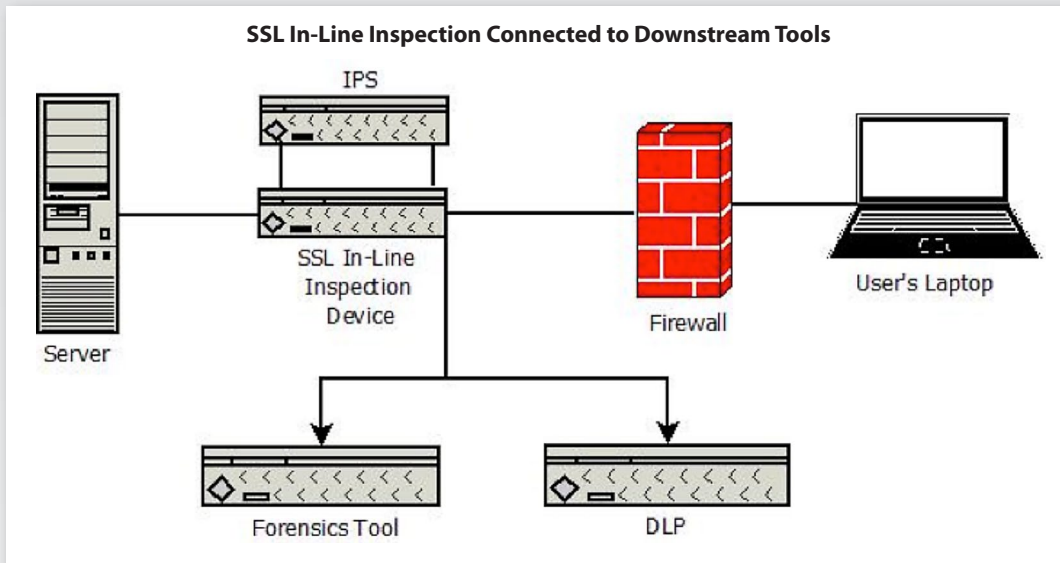 SSL In-Line Inspection Connected to Downstream Tools
IPS
SSL In-Line
Inspection
Device
Server
Firewall
User's Laptop
Forensics Tool
DLP